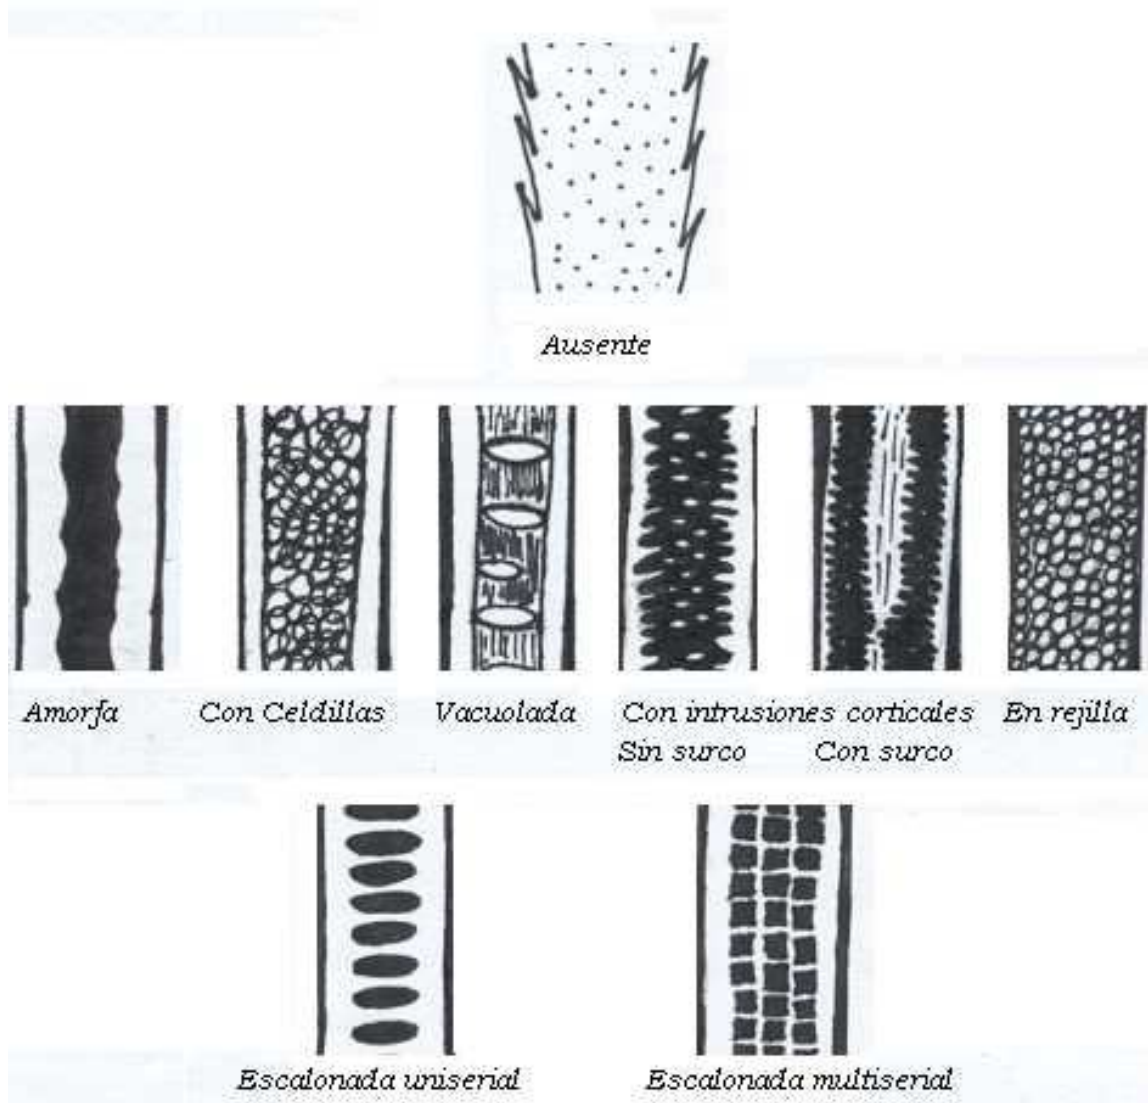 Ausente
Amorfa Con Celdillas Vacuolada Con intrusiones corticales En rejilla
Sin surco Con surco
Escalonada uniserial Escalonada multiserial